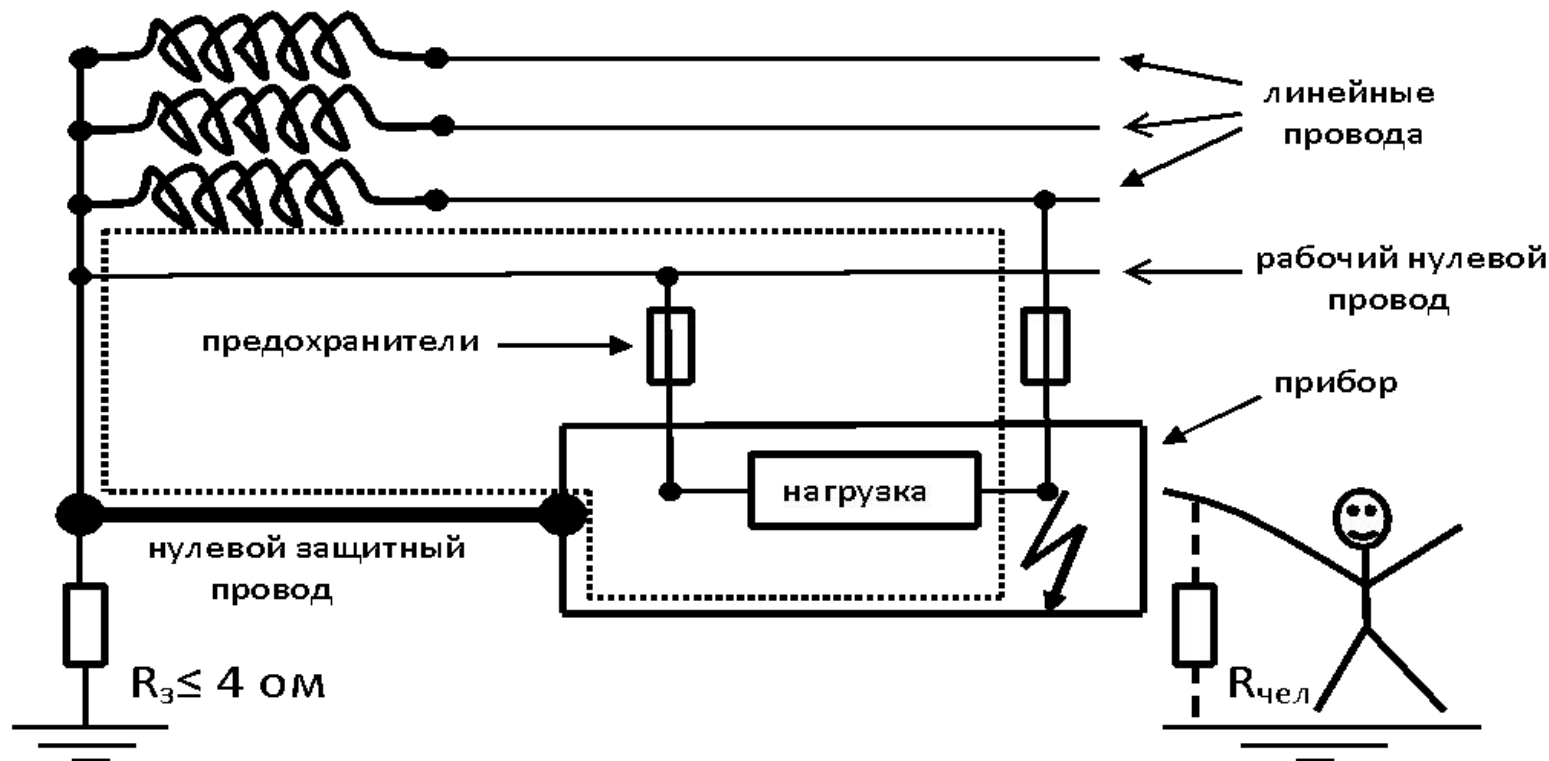 линейные
провода
рабочий нулевой
провод
предохранители
прибор
нагрузка
нулевой защитный
провод
Rз≤ 4 ом
Rчел